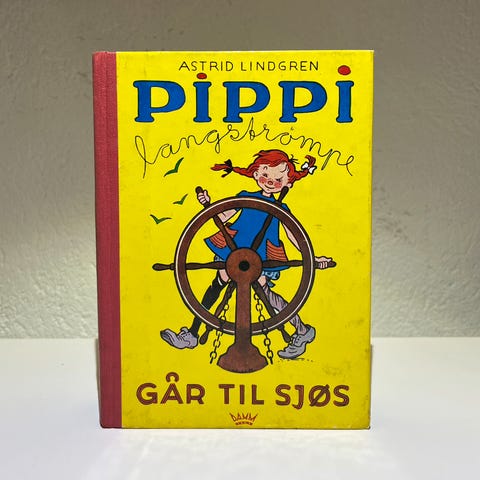 ASTRID LINDGREN
PIPPI
langstrømpe
GÅR TIL SJØS
DAMM